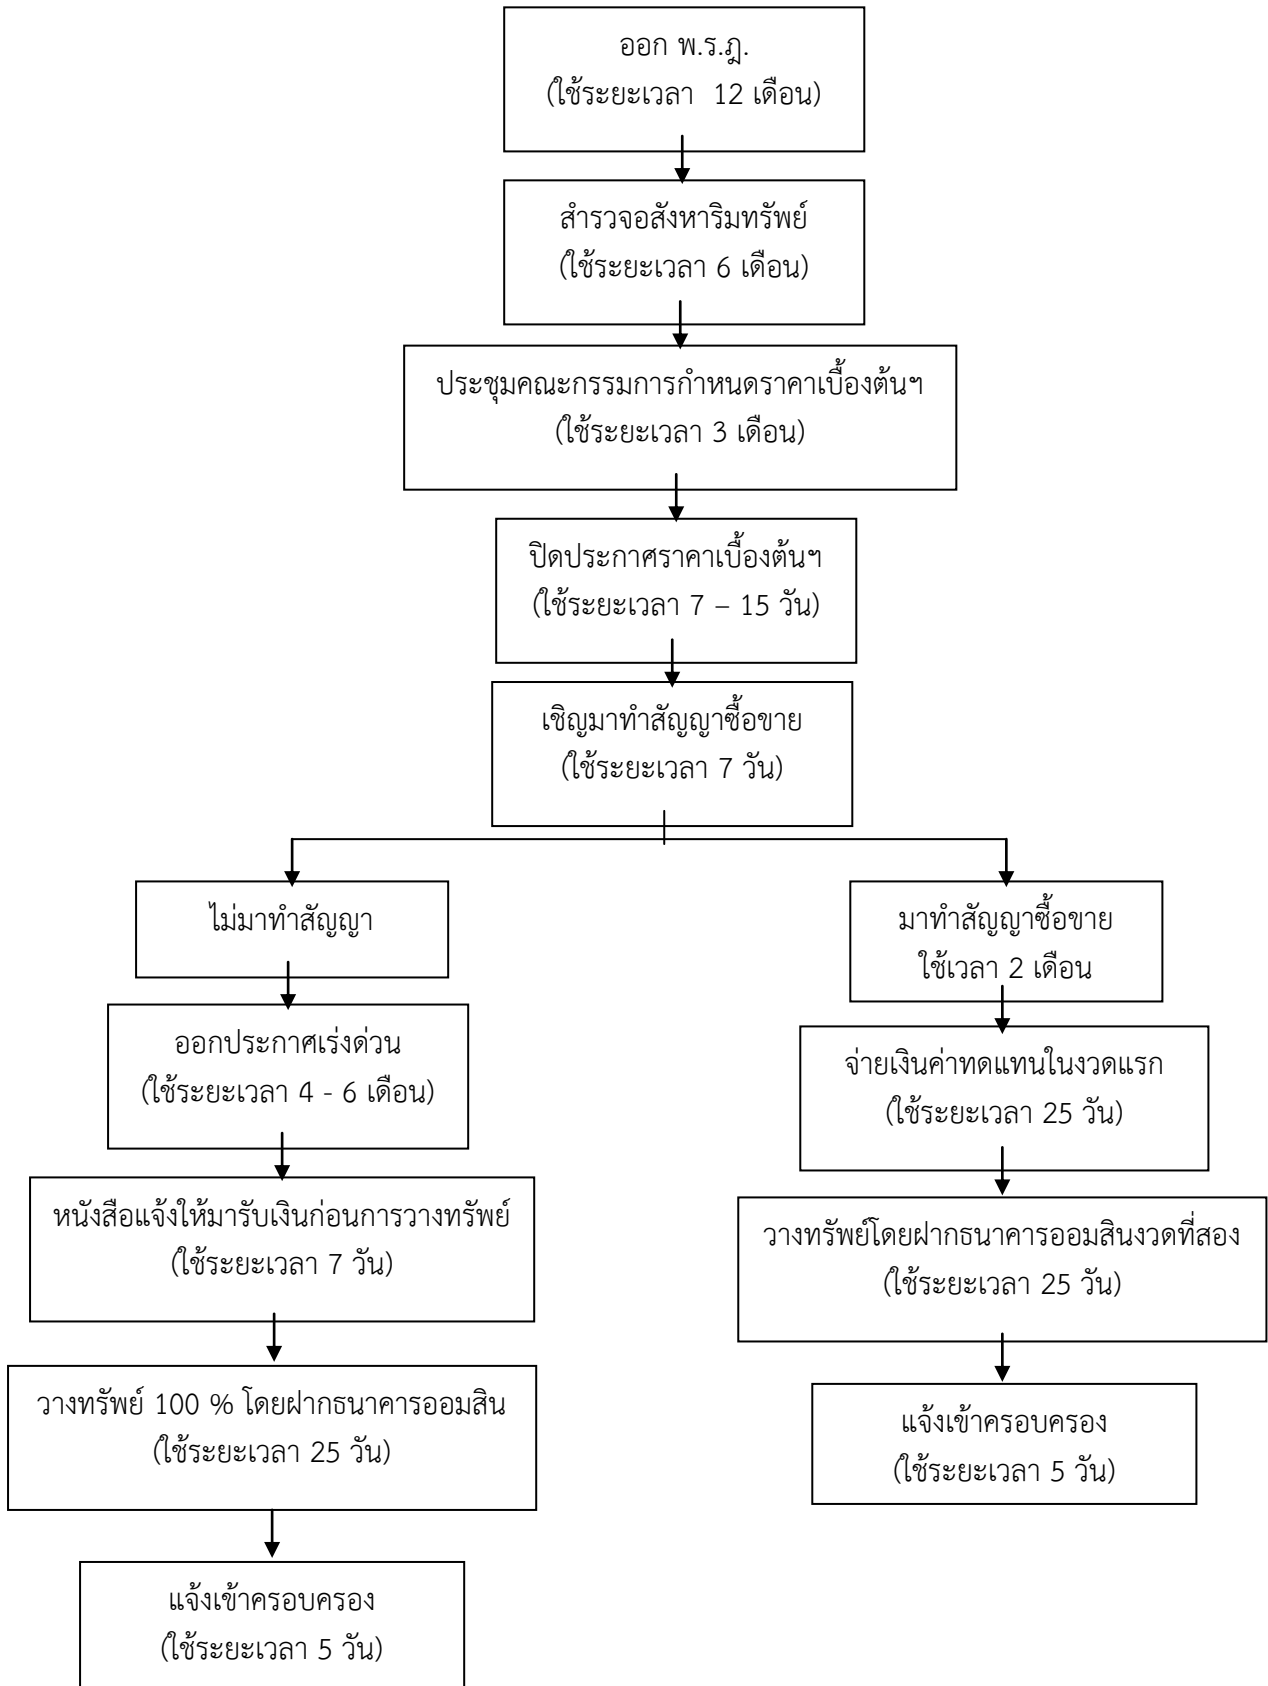 ออก พ.ร.ฎ.
(ใช้ระยะเวลา 12 เดือน)
สำรวจอสังหาริมทรัพย์
(ใช้ระยะเวลา 6 เดือน)
ประชุมคณะกรรมการกำหนดราคาเบื้องต้นฯ
(ใช้ระยะเวลา 3 เดือน)
ปิดประกาศราคาเบื้องต้นฯ
(ใช้ระยะเวลา 7 – 15 วัน)
เชิญมาทำสัญญาซื้อขาย
(ใช้ระยะเวลา 7 วัน)
ไม่มาทำสัญญา
ออกประกาศเร่งด่วน
(ใช้ระยะเวลา 4 - 6 เดือน)
หนังสือแจ้งให้มารับเงินก่อนการวางทรัพย์
(ใช้ระยะเวลา 7 วัน)
วางทรัพย์ 100 % โดยฝากธนาคารออมสิน
(ใช้ระยะเวลา 25 วัน)
แจ้งเข้าครอบครอง
(ใช้ระยะเวลา 5 วัน)
มาทำสัญญาซื้อขาย
ใช้เวลา 2 เดือน
จ่ายเงินค่าทดแทนในงวดแรก
(ใช้ระยะเวลา 25 วัน)
วางทรัพย์โดยฝากธนาคารออมสินงวดที่สอง
(ใช้ระยะเวลา 25 วัน)
แจ้งเข้าครอบครอง
(ใช้ระยะเวลา 5 วัน)